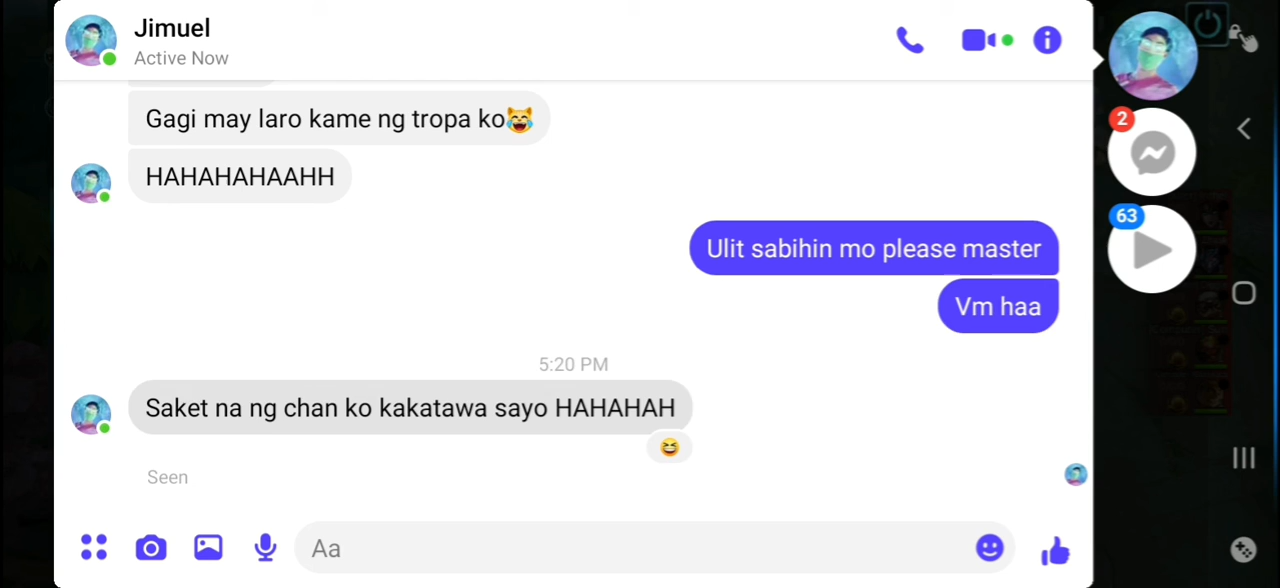 Jimuel
Active Now
Gagi may laro kame ng tropa ko😹
HAHAHAHAAHH
Ulit sabihin mo please master
Vm haa
5:20 PM
Saket na ng chan ko kakatawa sayo HAHAHAH
😆
Seen
Aa
2
63